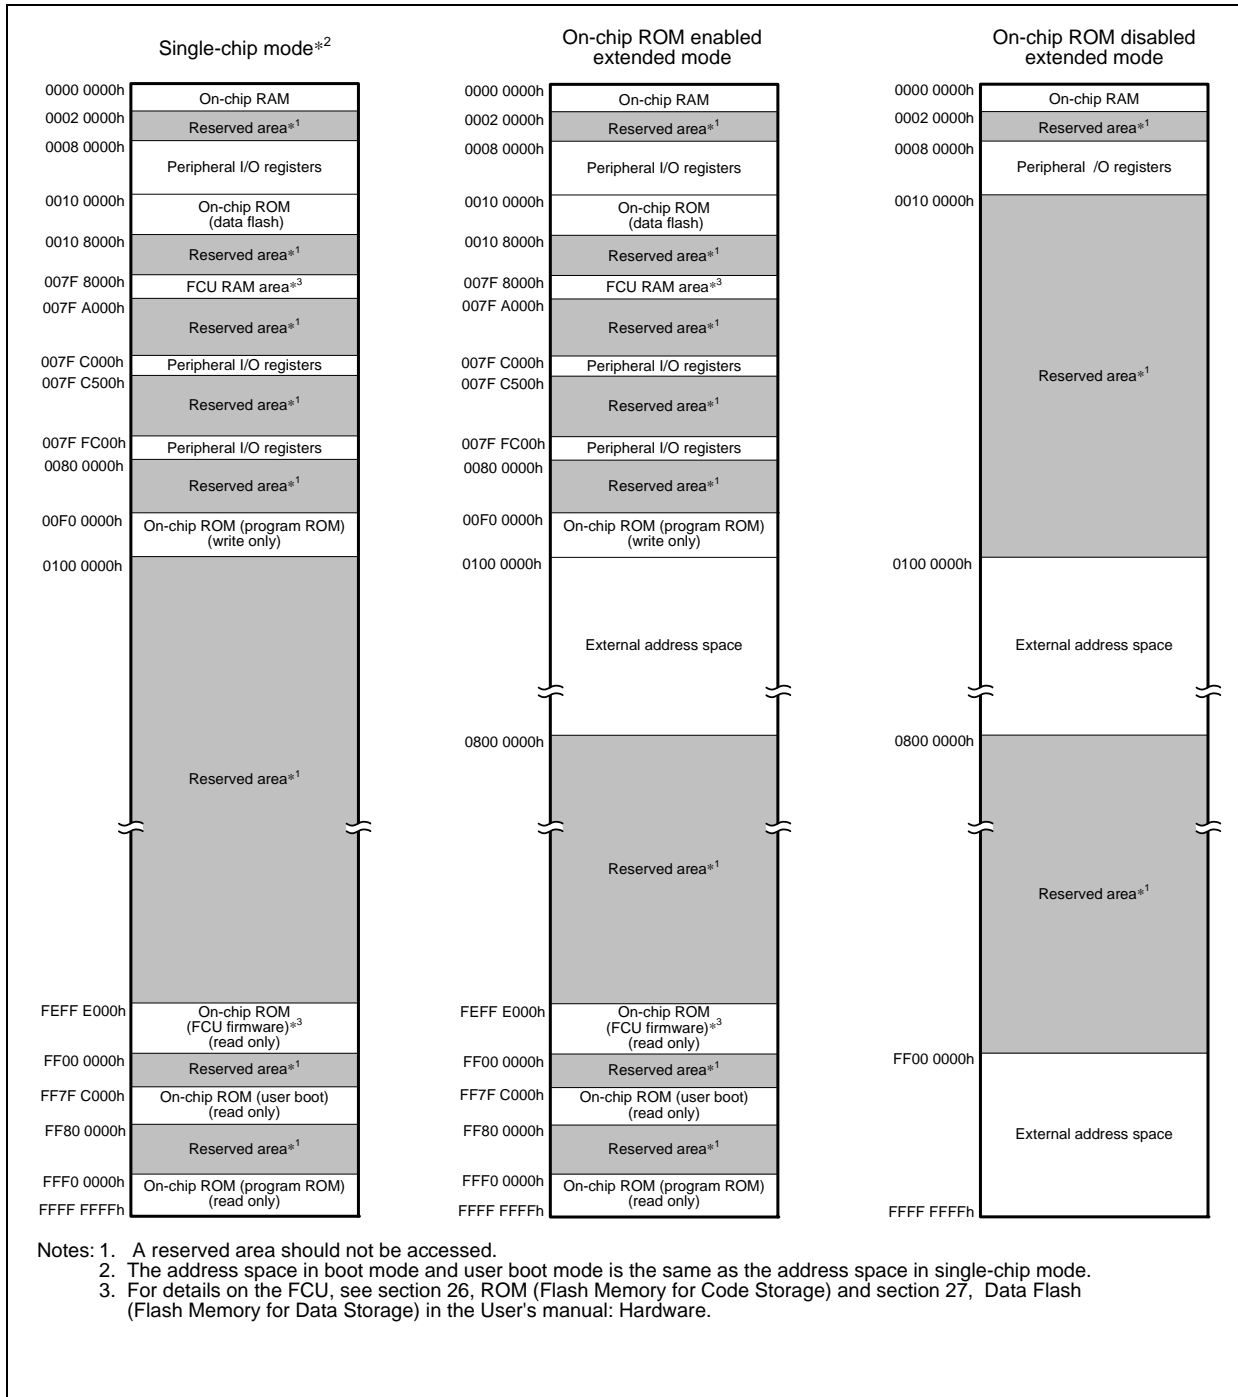 Single-chip mode*2
0000 0000h
On-chip RAM
0002 0000h
Reserved area*1
0008 0000h
Peripheral I/O registers
0010 0000h
On-chip ROM
(data flash)
0010 8000h
Reserved area*1
007F 8000h
FCU RAM area*3
007F A000h
Reserved area*1
007F C000h
Peripheral I/O registers
007F C500h
Reserved area*1
007F FC00h
Peripheral I/O registers
0080 0000h
Reserved area*1
00F0 0000h
On-chip ROM (program ROM)
(write only)
0100 0000h
Reserved area*1
FEFF E000h
On-chip ROM
(FCU firmware)*3
(read only)
FF00 0000h
Reserved area*1
FF7F C000h
On-chip ROM (user boot)
(read only)
FF80 0000h
Reserved area*1
FFF0 0000h
On-chip ROM (program ROM)
(read only)
FFFF FFFFh
On-chip ROM enabled
extended mode
0000 0000h
On-chip RAM
0002 0000h
Reserved area*1
0008 0000h
Peripheral I/O registers
0010 0000h
On-chip ROM
(data flash)
0010 8000h
Reserved area*1
007F 8000h
FCU RAM area*3
007F A000h
Reserved area*1
007F C000h
Peripheral I/O registers
007F C500h
Reserved area*1
007F FC00h
Peripheral I/O registers
0080 0000h
Reserved area*1
00F0 0000h
On-chip ROM (program ROM)
(write only)
0100 0000h
External address space
0800 0000h
Reserved area*1
FEFF E000h
On-chip ROM
(FCU firmware)*3
(read only)
FF00 0000h
Reserved area*1
FF7F C000h
On-chip ROM (user boot)
(read only)
FF80 0000h
Reserved area*1
FFF0 0000h
On-chip ROM (program ROM)
(read only)
FFFF FFFFh
On-chip ROM disabled
extended mode
0000 0000h
On-chip RAM
0002 0000h
Reserved area*1
0008 0000h
Peripheral /O registers
0010 0000h
Reserved area*1
0100 0000h
External address space
0800 0000h
Reserved area*1
FF00 0000h
External address space
FFFF FFFFh
Notes: 1. A reserved area should not be accessed.
2. The address space in boot mode and user boot mode is the same as the address space in single-chip mode.
3. For details on the FCU, see section 26, ROM (Flash Memory for Code Storage) and section 27, Data Flash
(Flash Memory for Data Storage) in the User's manual: Hardware.